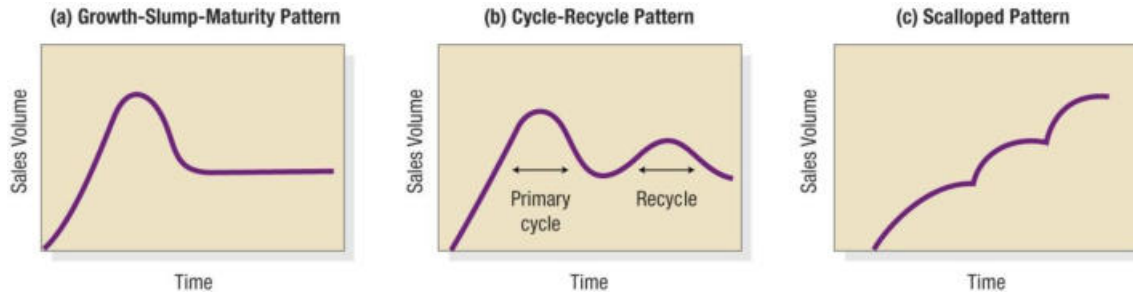 (a) Growth-Slump-Maturity Pattern
Sales Volume
Time
(b) Cycle-Recycle Pattern
Sales Volume
Primary
cycle
Recycle
Time
(c) Scalloped Pattern
Sales Volume
Time